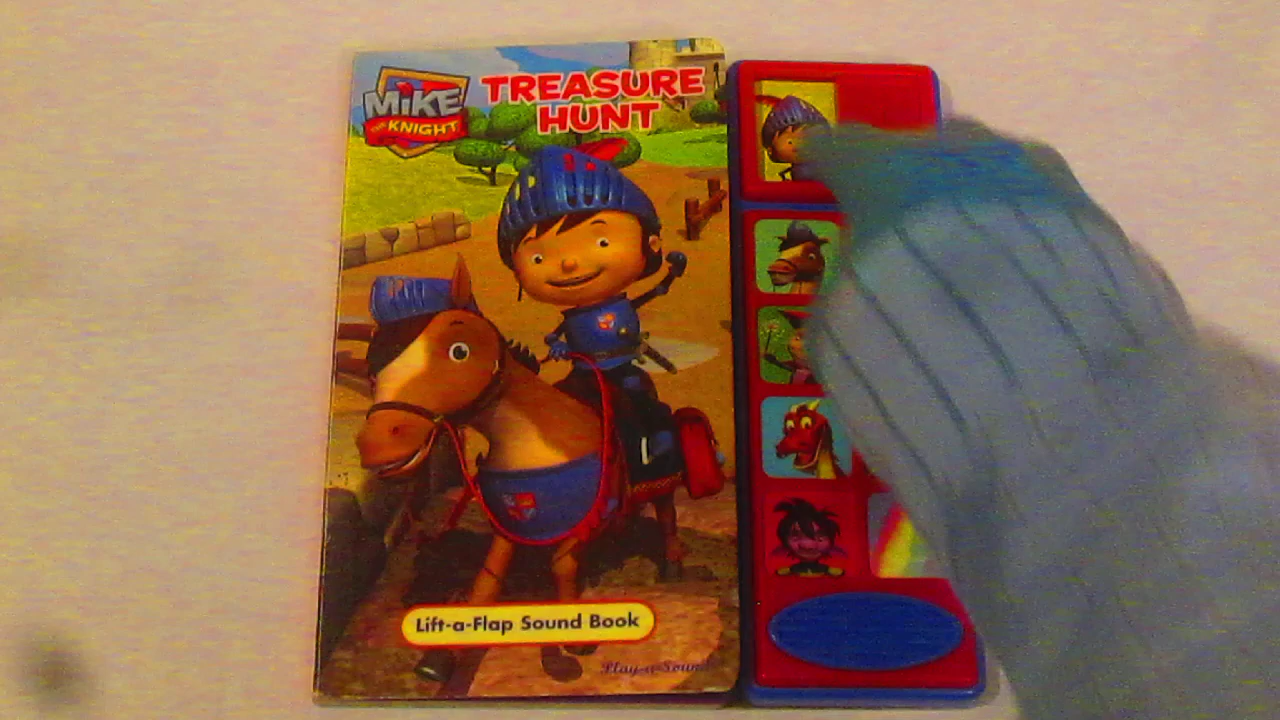 MiKE
THE KNIGHT
TREASURE
HUNT
Lift-a-Flap Sound Book
Play-a-Sound